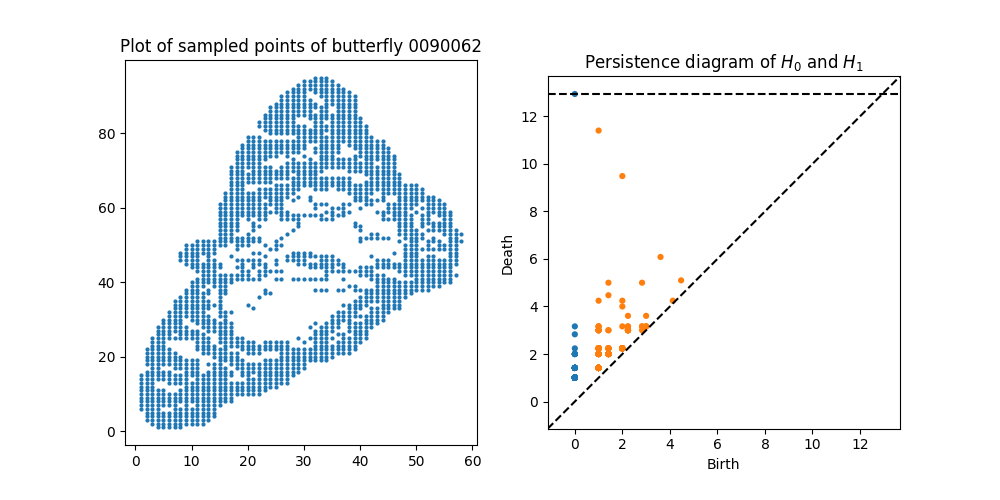 Plot of sampled points of butterfly 0090062
80
60
40
20
0
0 10 20 30 40 50 60
Persistence diagram of H₀ and H₁
Death
12
10
8
6
4
2
0
0 2 4 6 8 10 12
Birth